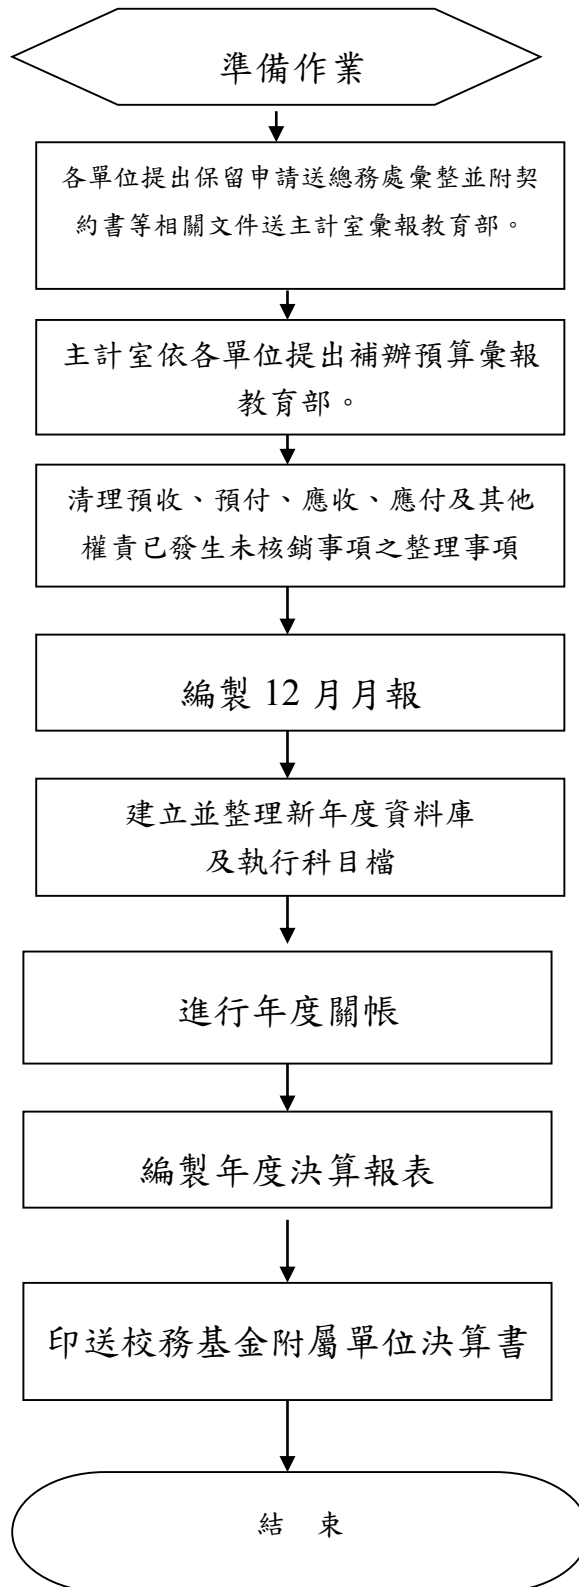 準備作業
各單位提出保留申請送總務處彙整並附契
約書等相關文件送主計室彙報教育部。
主計室依各單位提出補辦預算彙報
教育部。
清理預收、預付、應收、應付及其他
權責已發生未核銷事項之整理事項
編製 12 月月報
建立並整理新年度資料庫
及執行科目檔
進行年度關帳
編製年度決算報表
印送校務基金附屬單位決算書
結 束